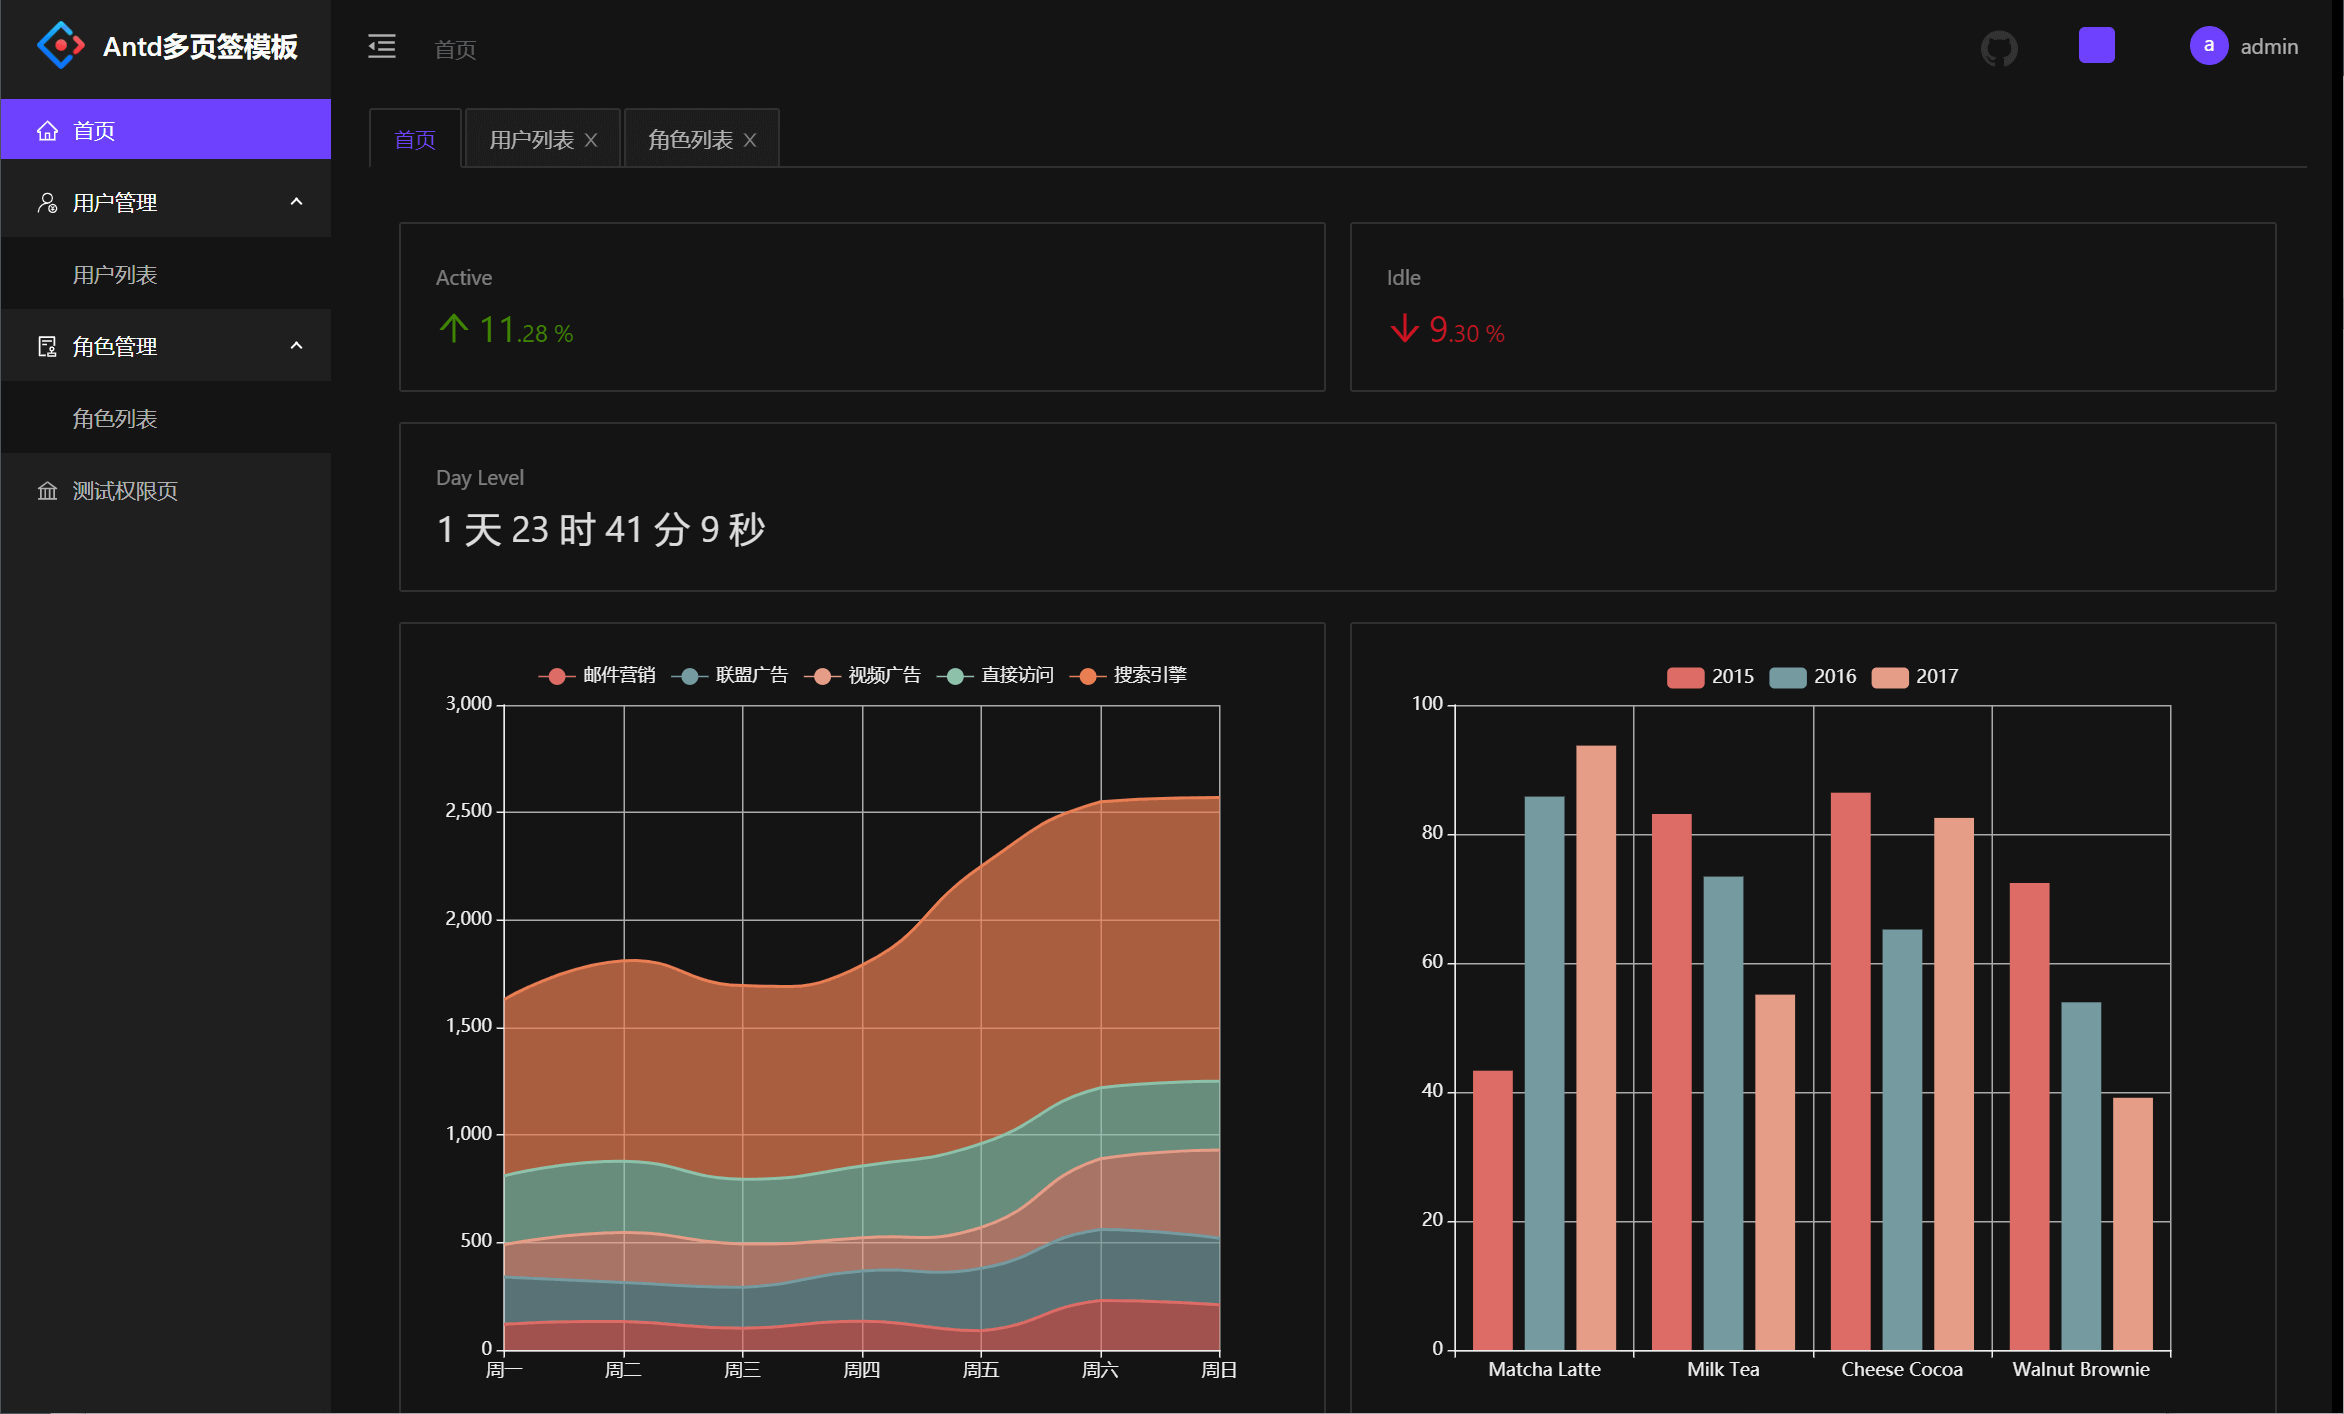 Antd多页签模板
首页
a
admin
首页
用户管理
用户列表
角色管理
角色列表
测试权限页
首页
用户列表 X
角色列表 X
Active
11.28 %
Idle
9.30 %
Day Level
1 天 23 时 41 分 9 秒
邮件营销 联盟广告 视频广告 直接访问 搜索引擎
3,000
2,500
2,000
1,500
1,000
500
0
周一 周二 周三 周四 周五 周六 周日
2015 2016 2017
100
80
60
40
20
0
Matcha Latte Milk Tea Cheese Cocoa Walnut Brownie